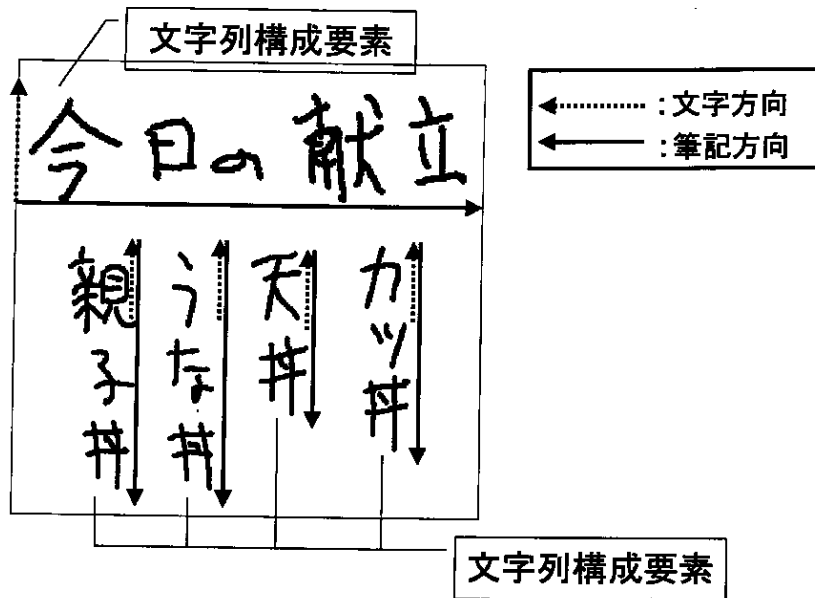 文字列構成要素
:文字方向
:筆記方向
今日の献立
カツ丼
天丼
うな丼
親子丼
文字列構成要素